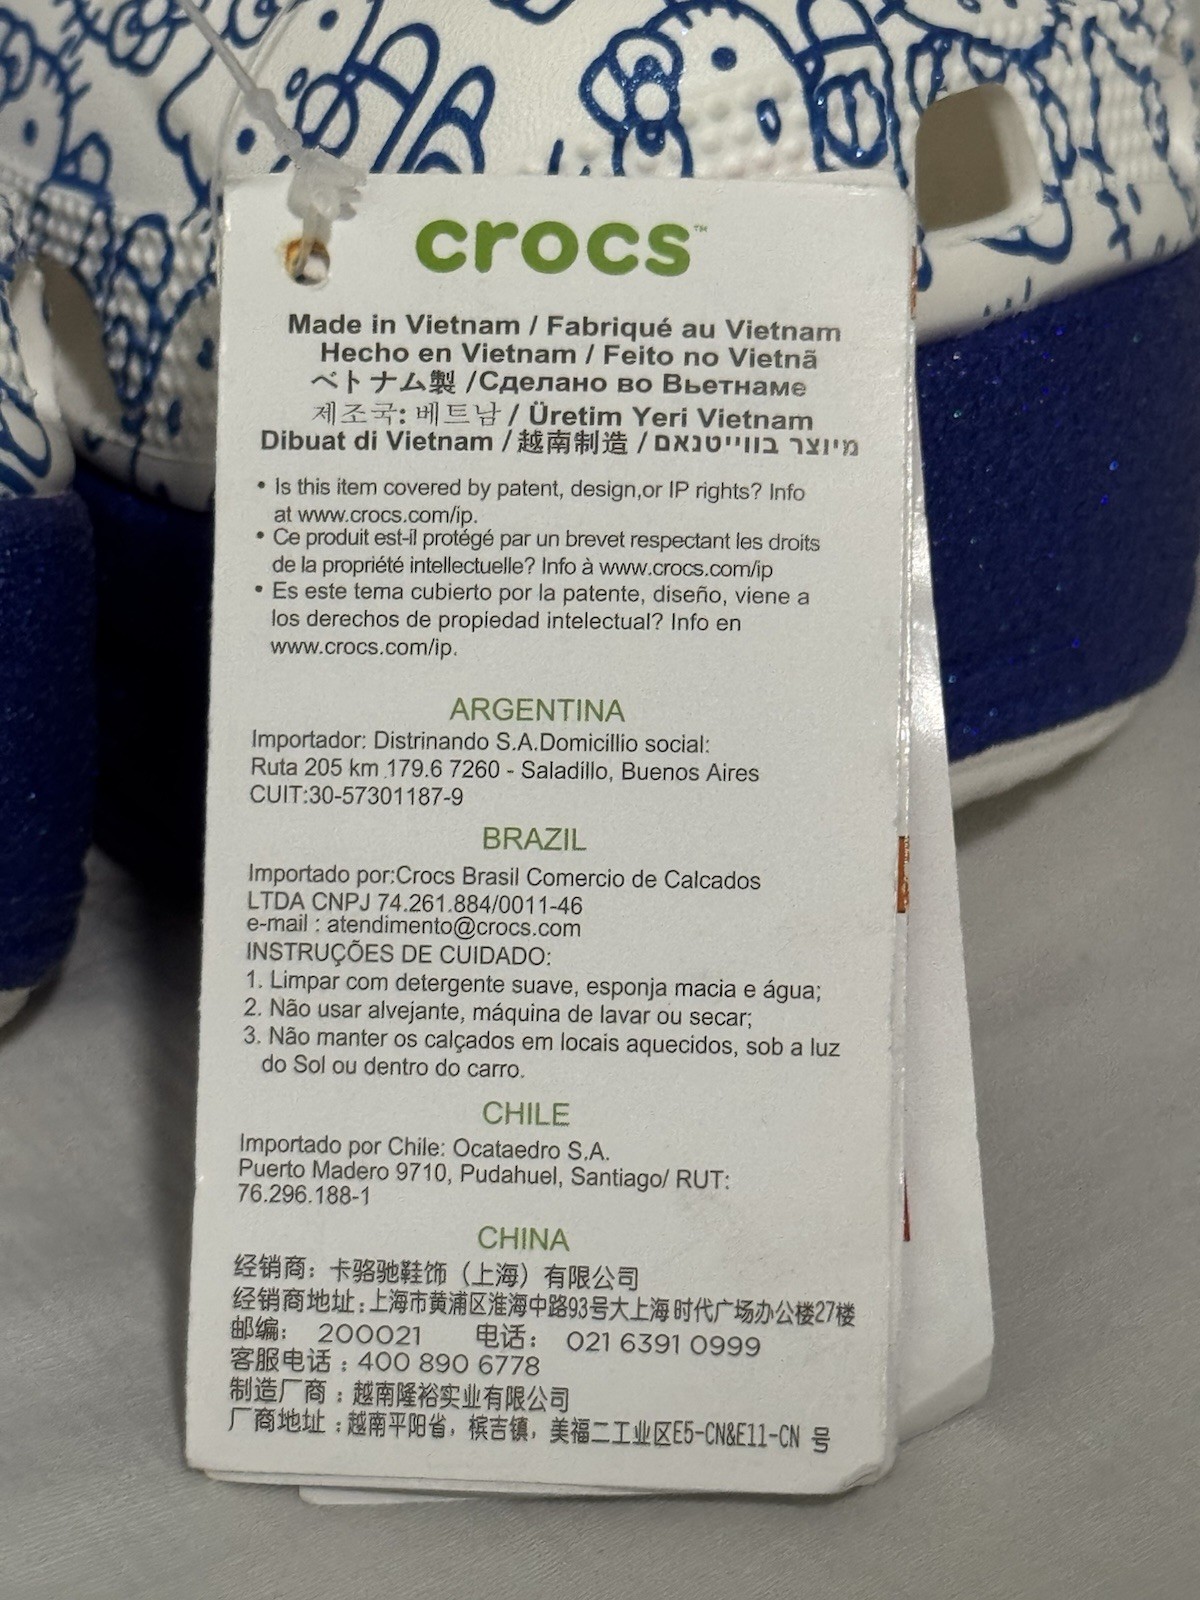 crocs™
Made in Vietnam / Fabriqué au Vietnam
Hecho en Vietnam / Feito no Vietnã
ベトナム製 /Сделано во Вьетнаме
제조국: 베트남 / Üretim Yeri Vietnam
Dibuat di Vietnam / 越南制造 / מיוצר בווייטנאם
• Is this item covered by patent, design,or IP rights? Info
at www.crocs.com/ip.
• Ce produit est-il protégé par un brevet respectant les droits
de la propriété intellectuelle? Info à www.crocs.com/ip
• Es este tema cubierto por la patente, diseño, viene a
los derechos de propiedad intelectual? Info en
www.crocs.com/ip.
ARGENTINA
Importador: Distrinando S.A.Domicillio social:
Ruta 205 km 179.6 7260 - Saladillo, Buenos Aires
CUIT:30-57301187-9
BRAZIL
Importado por:Crocs Brasil Comercio de Calcados
LTDA CNPJ 74.261.884/0011-46
e-mail : atendimento@crocs.com
INSTRUÇÕES DE CUIDADO:
1. Limpar com detergente suave, esponja macia e água;
2. Não usar alvejante, máquina de lavar ou secar;
3. Não manter os calçados em locais aquecidos, sob a luz
do Sol ou dentro do carro.
CHILE
Importado por Chile: Ocataedro S.A.
Puerto Madero 9710, Pudahuel, Santiago/ RUT:
76.296.188-1
CHINA
经销商：卡骆驰鞋饰（上海）有限公司
经销商地址：上海市黄浦区淮海中路93号大上海时代广场办公楼27楼
邮编： 200021 电话： 021 6391 0999
客服电话：400 890 6778
制造厂商：越南隆裕实业有限公司
厂商地址：越南平阳省，槟吉镇，美福二工业区E5-CN&E11-CN 号